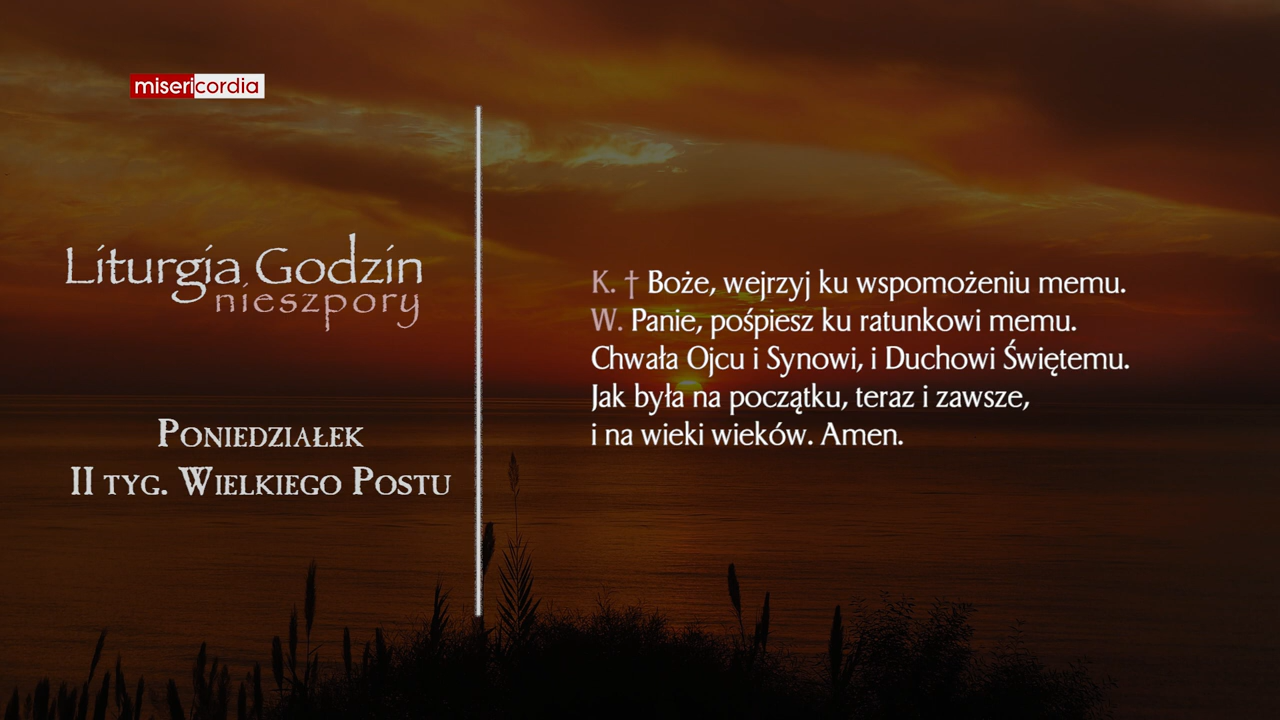 misericordia
Liturgia Godzin
nieszpory
Poniedziałek
II tyg. Wielkiego Postu
K. † Boże, wejrzyj ku wspomożeniu memu.
W. Panie, pośpiesz ku ratunkowi memu.
Chwała Ojcu i Synowi, i Duchowi Świętemu.
Jak była na początku, teraz i zawsze,
i na wieki wieków. Amen.